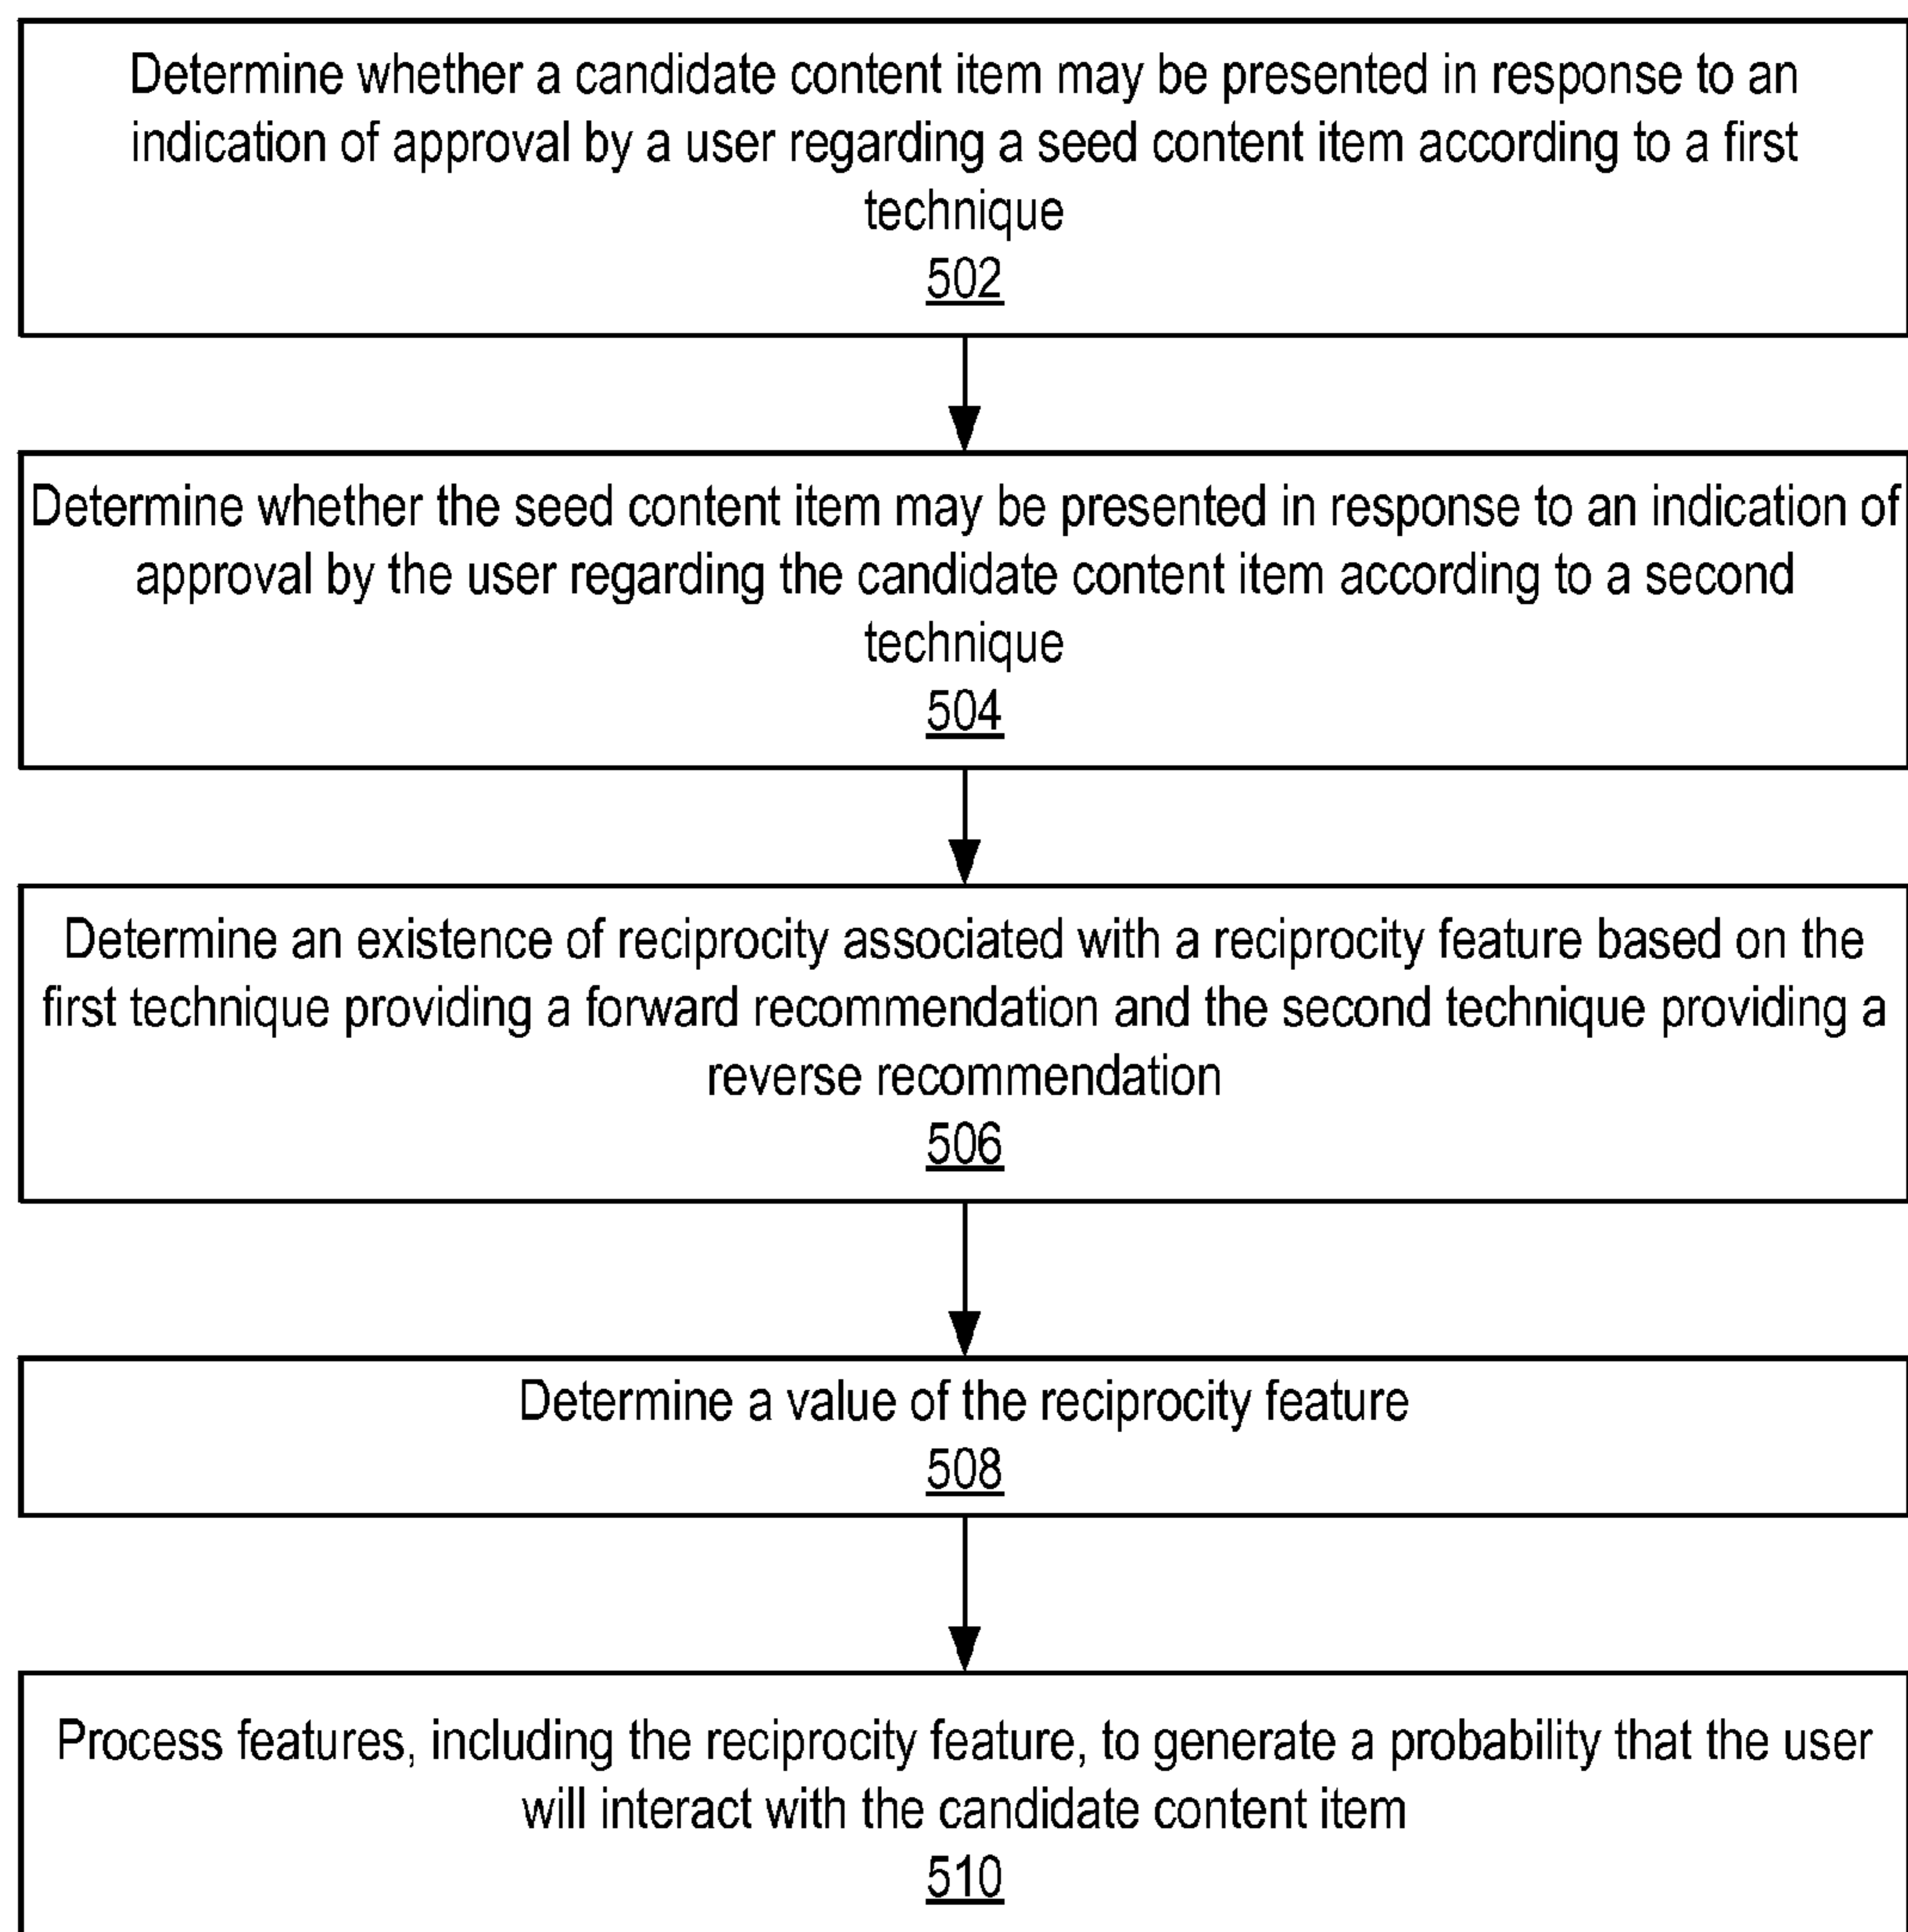 Determine whether a candidate content item may be presented in response to an
indication of approval by a user regarding a seed content item according to a first
technique
502
Determine whether the seed content item may be presented in response to an indication of
approval by the user regarding the candidate content item according to a second
technique
504
Determine an existence of reciprocity associated with a reciprocity feature based on the
first technique providing a forward recommendation and the second technique providing a
reverse recommendation
506
Determine a value of the reciprocity feature
508
Process features, including the reciprocity feature, to generate a probability that the user
will interact with the candidate content item
510